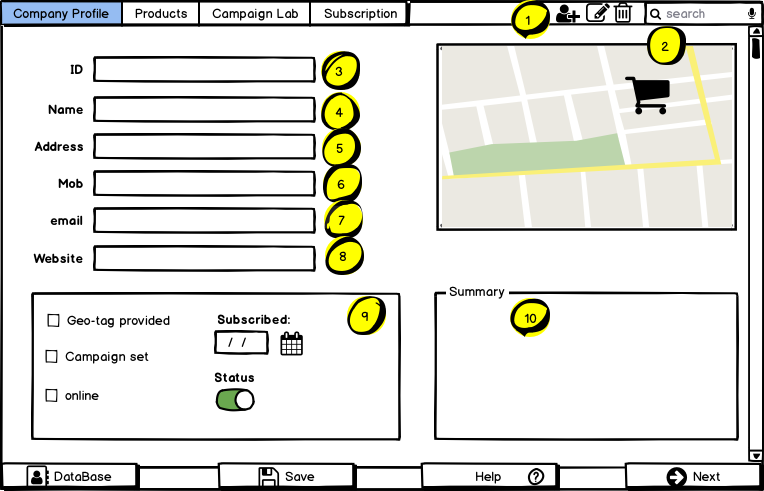 Company Profile
Products
Campaign Lab
Subscription
1
search
2
ID
3
Name
4
Address
5
Mob
6
email
7
Website
8
Geo-tag provided
Campaign set
online
Subscribed:
/ /
Status
9
Summary
10
DataBase
Save
Help ?
Next